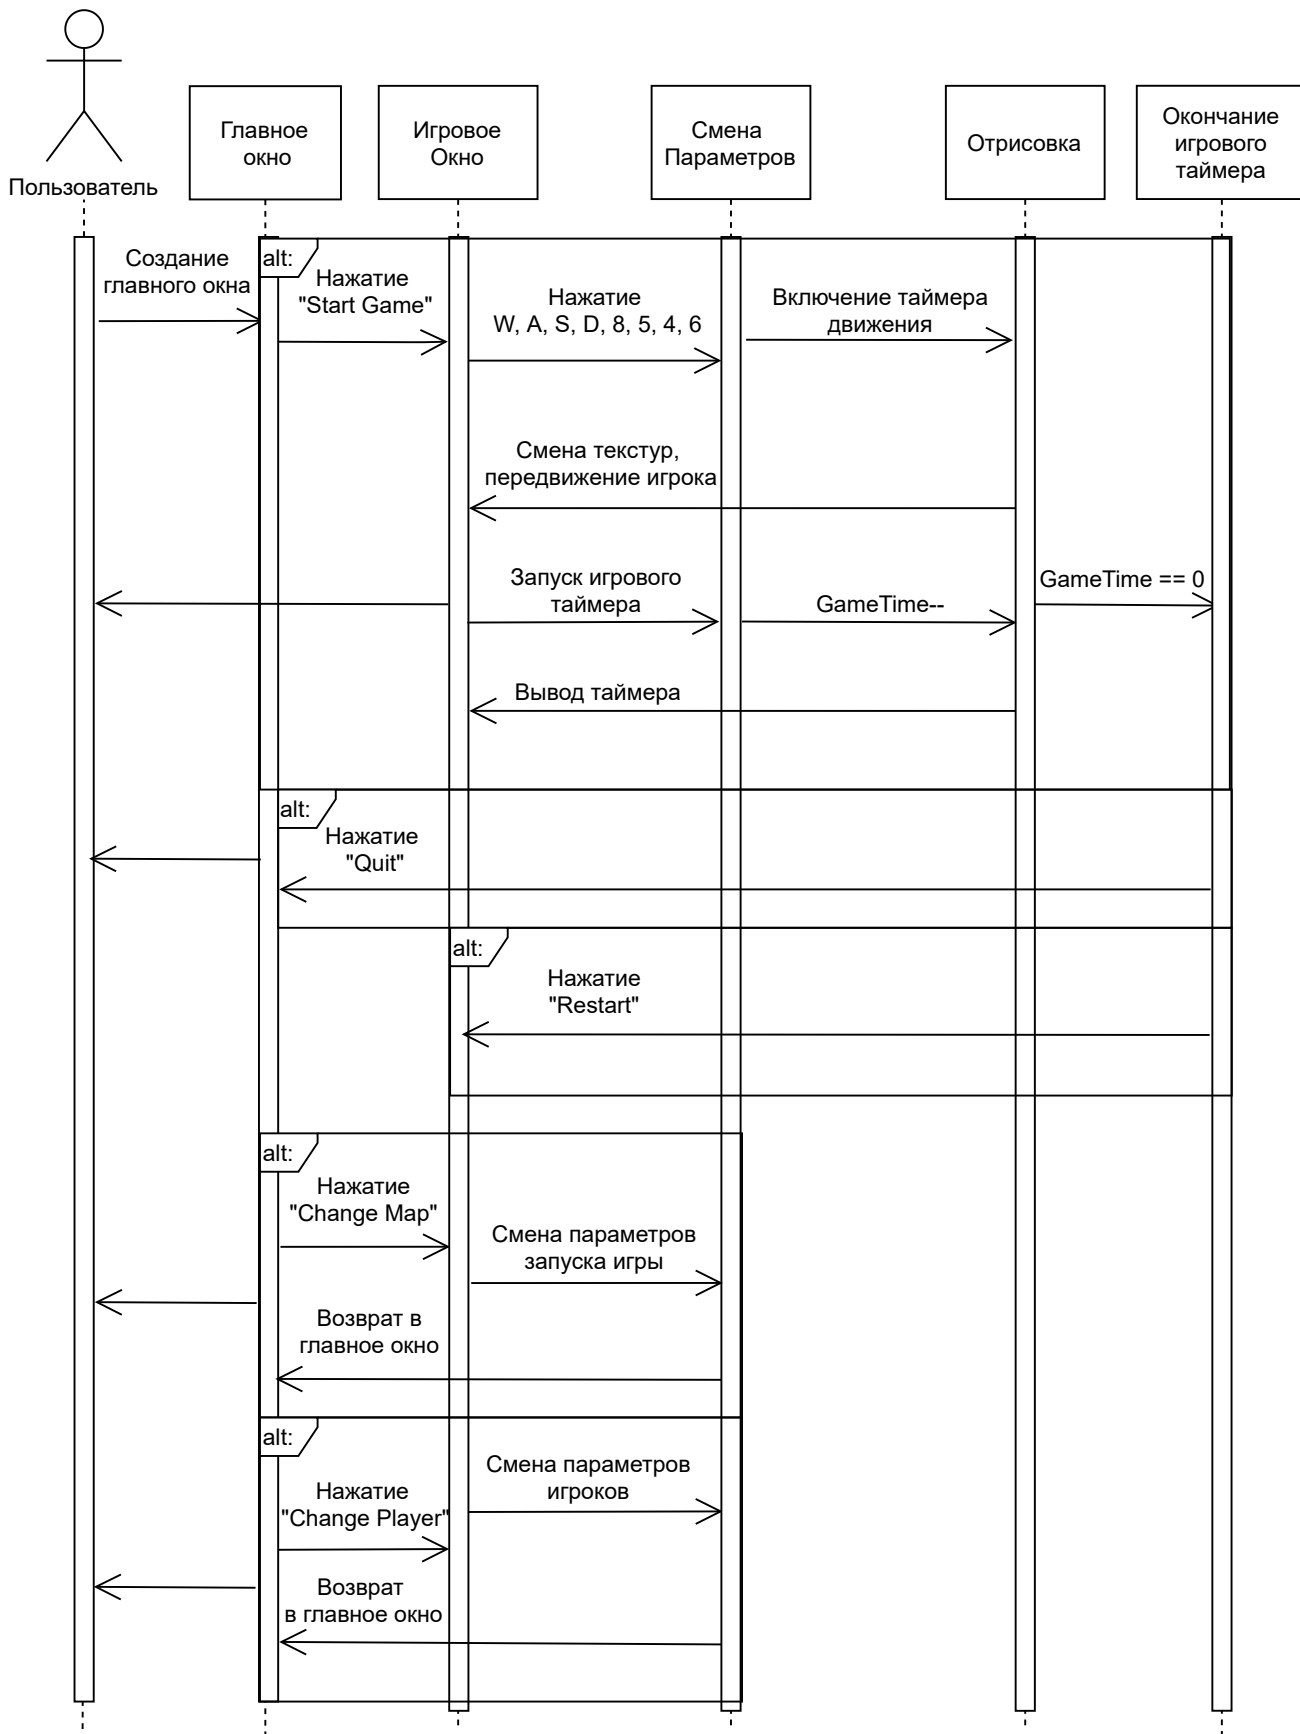 Пользователь
Главное
окно
Игровое
Окно
Смена
Параметров
Отрисовка
Окончание
игрового
таймера
Создание
главного окна
alt:
Нажатие
"Start Game"
Нажатие
W, A, S, D, 8, 5, 4, 6
Включение таймера
движения
Смена текстур,
передвижение игрока
Запуск игрового
таймера
GameTime--
GameTime == 0
Вывод таймера
alt:
Нажатие
"Quit"
alt:
Нажатие
"Restart"
alt:
Нажатие
"Change Map"
Смена параметров
запуска игры
Возврат в
главное окно
alt:
Смена параметров
игроков
Нажатие
"Change Player"
Возврат
в главное окно